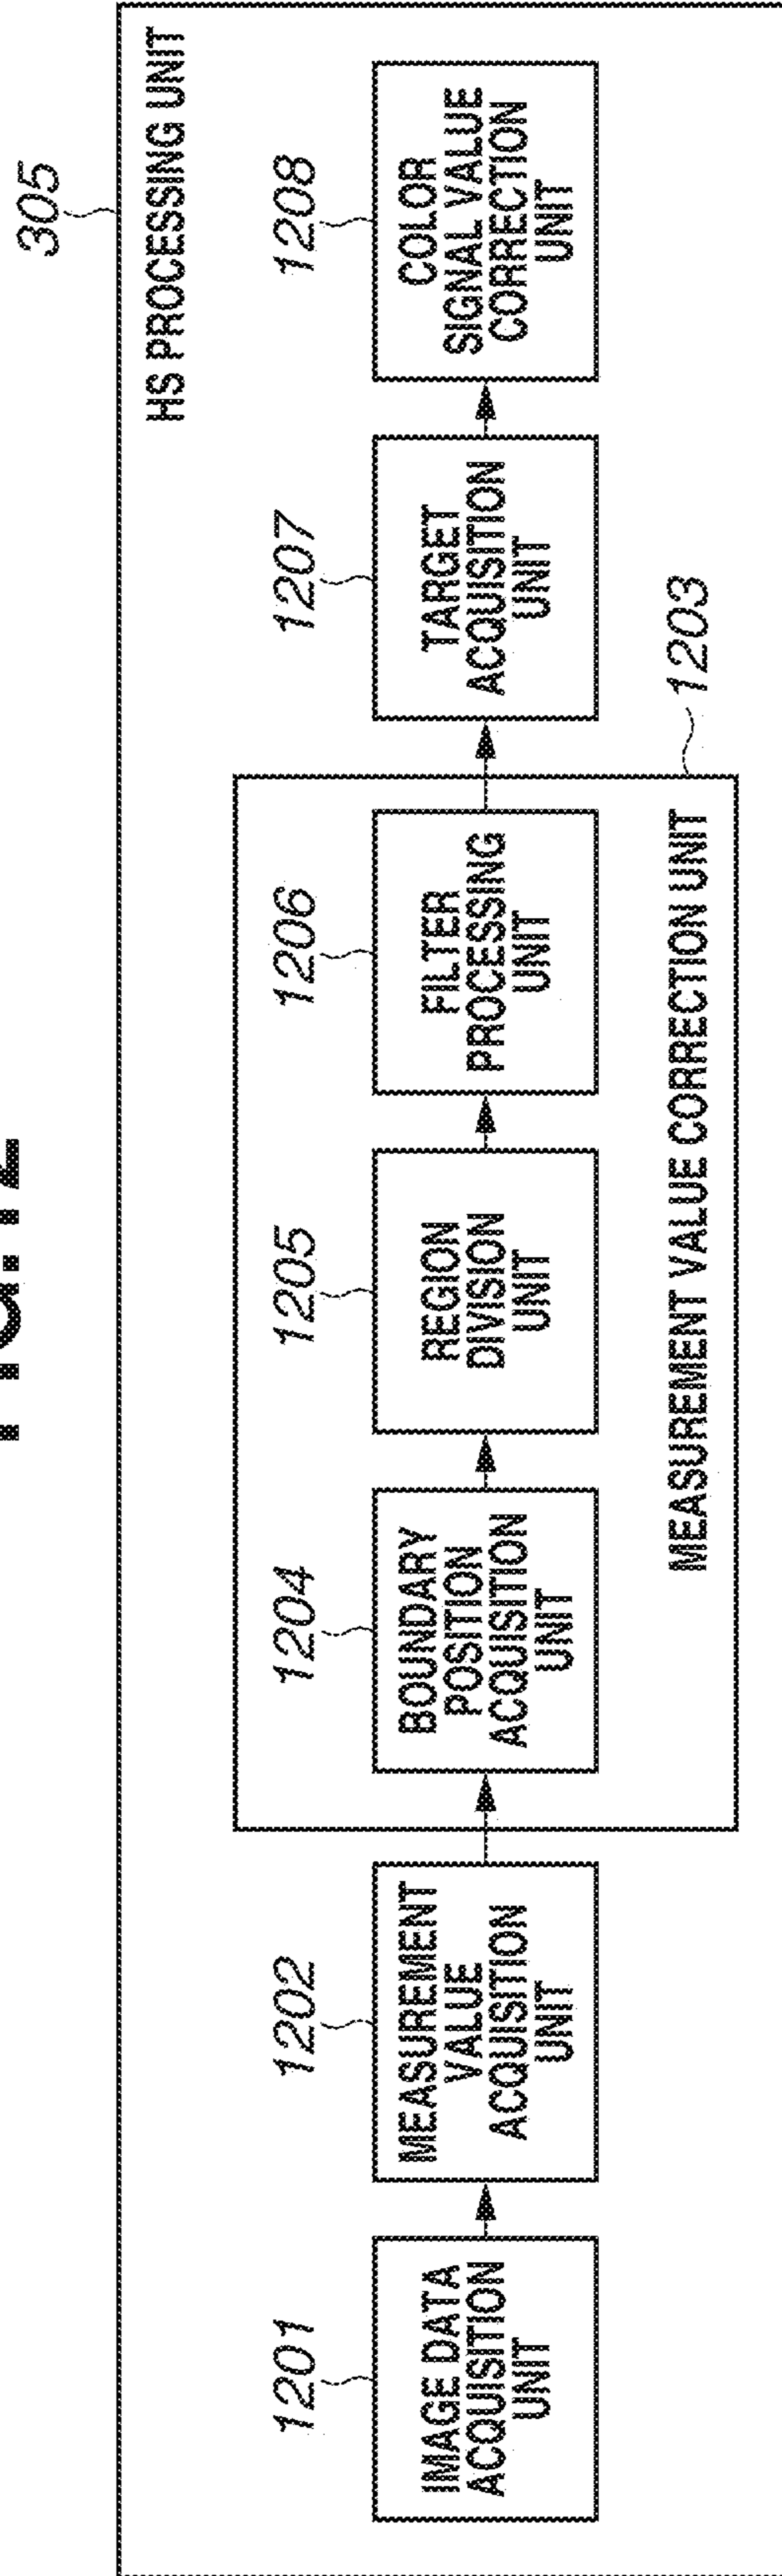 305
HS PROCESSING UNIT
1201
IMAGE DATA
ACQUISITION
UNIT
1202
MEASUREMENT
VALUE
ACQUISITION
UNIT
1204
BOUNDARY
POSITION
ACQUISITION
UNIT
1205
REGION
DIVISION
UNIT
1206
FILTER
PROCESSING
UNIT
MEASUREMENT VALUE CORRECTION UNIT
1203
1207
TARGET
ACQUISITION
UNIT
1208
COLOR
SIGNAL VALUE
CORRECTION
UNIT